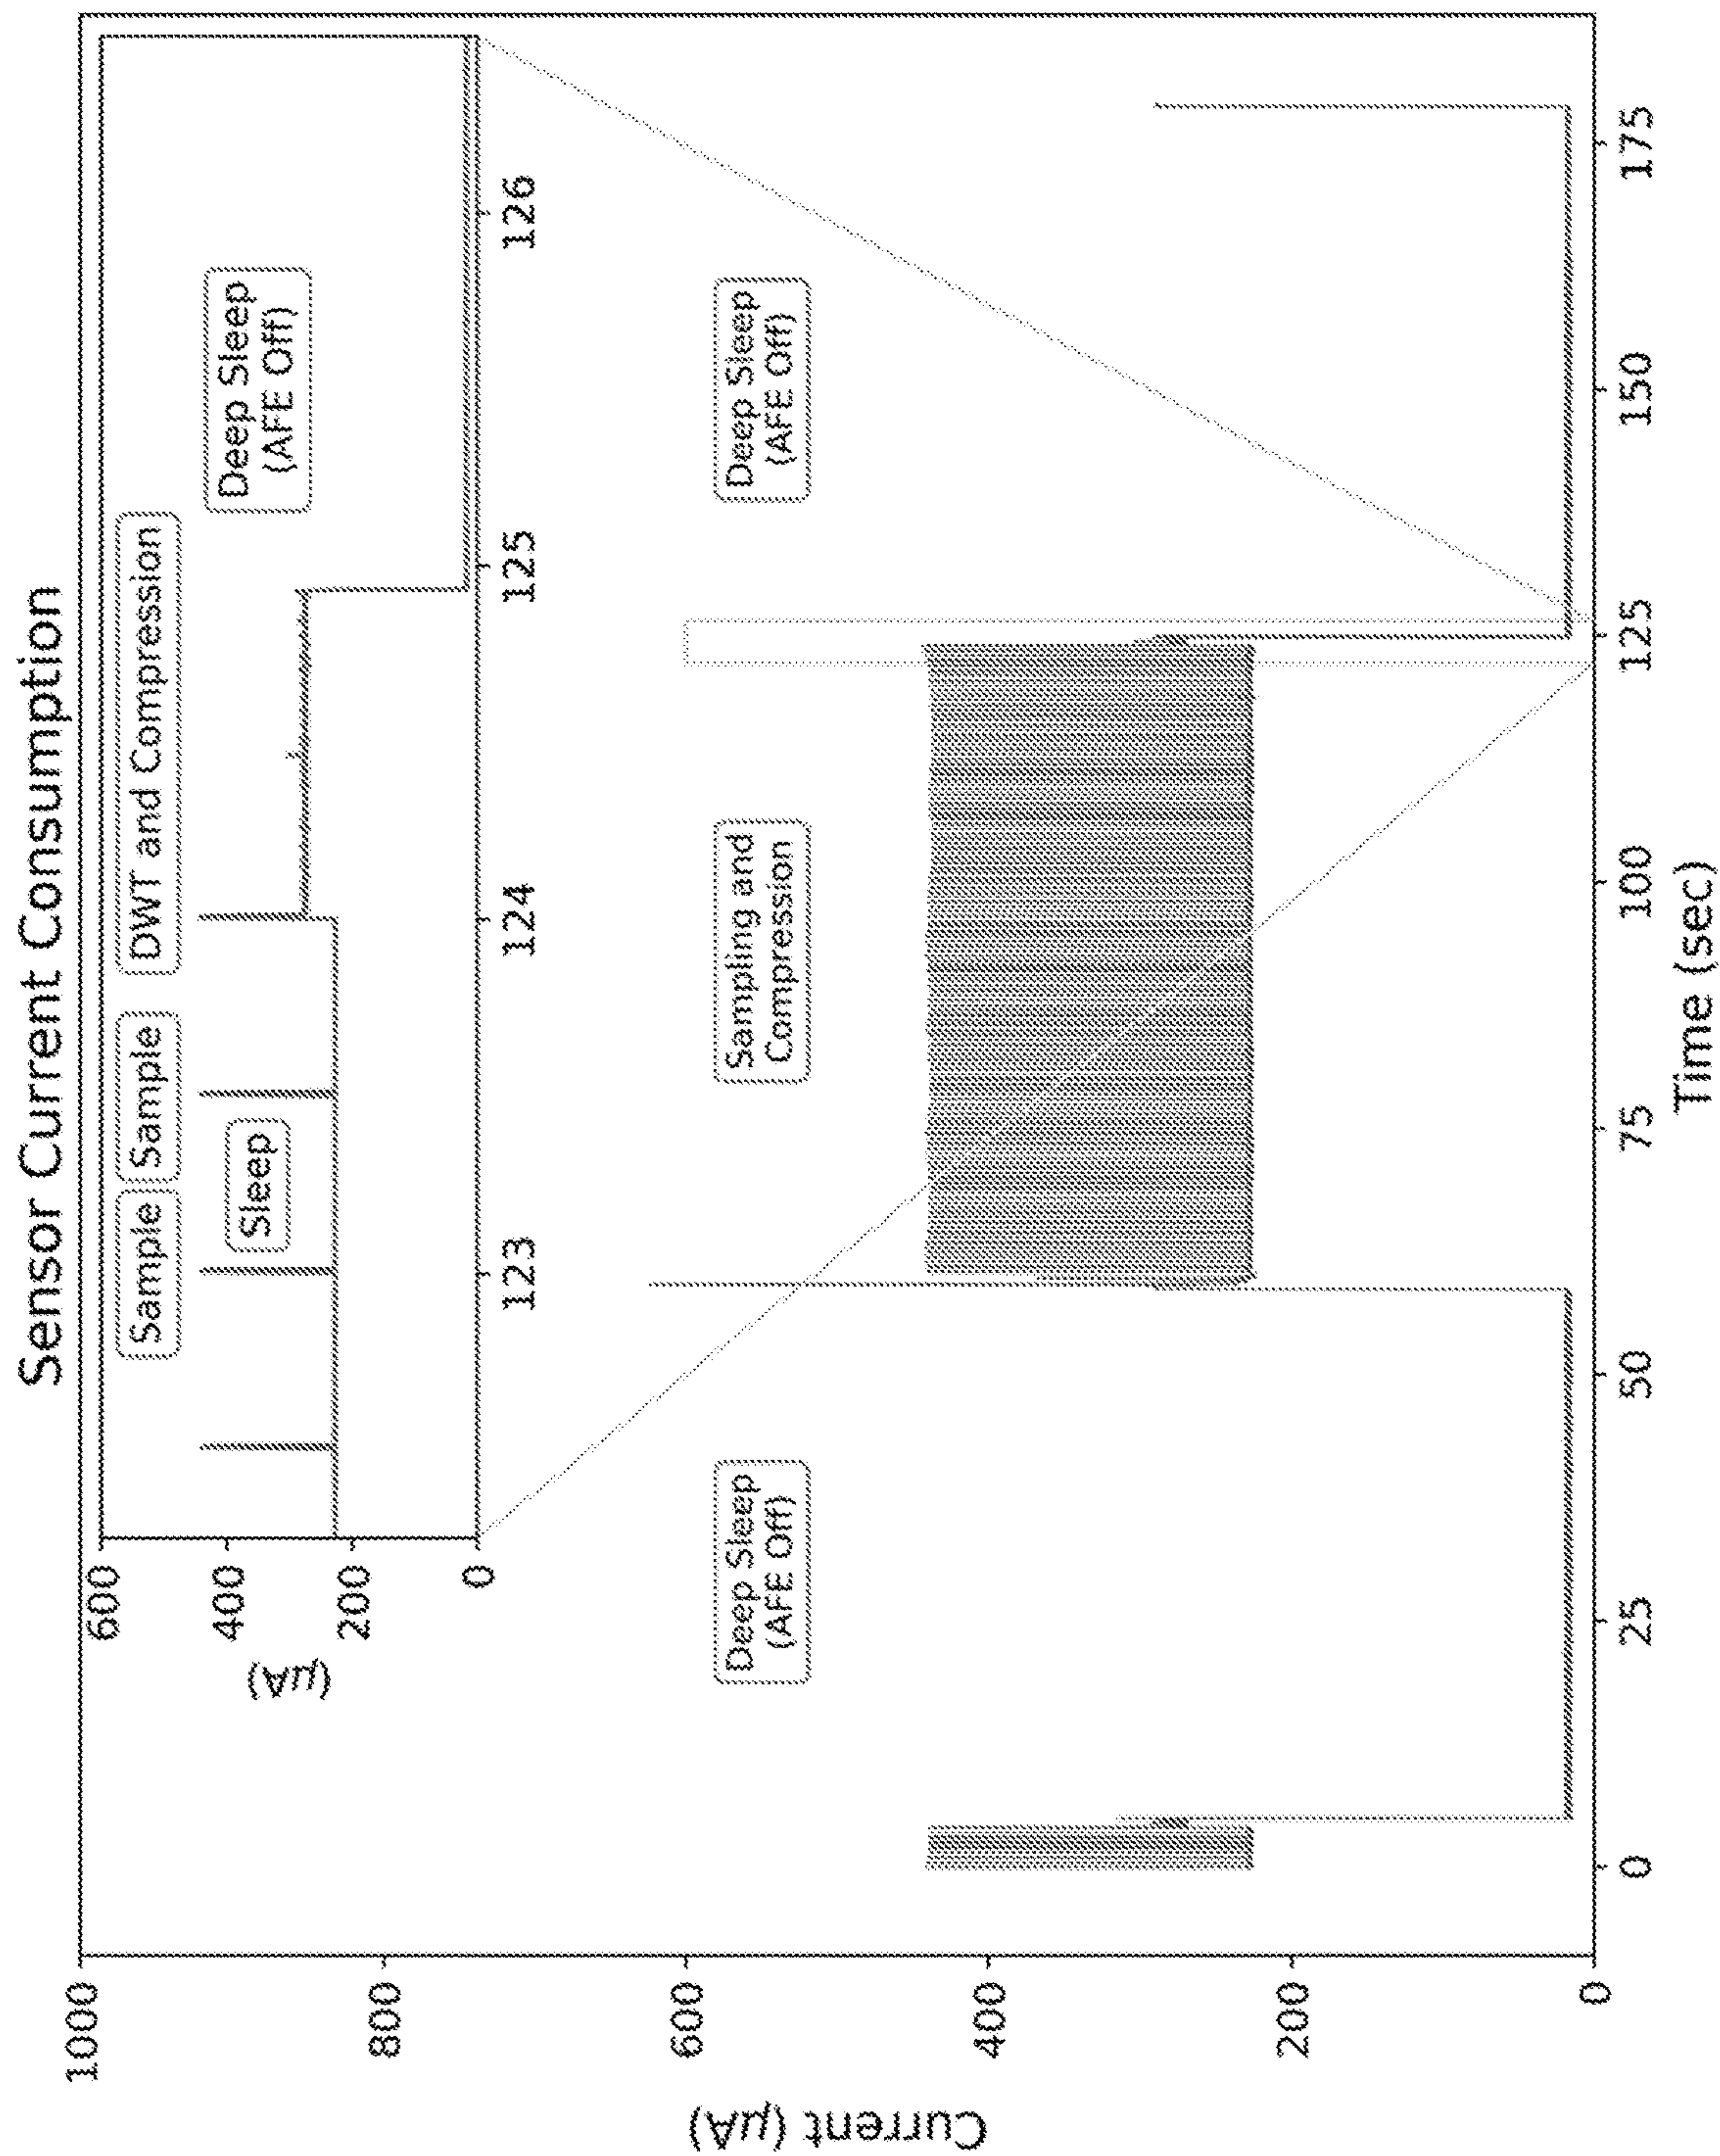 Sensor Current Consumption
600
400
200
0
(μA)
Sample
Sample
DWT and Compression
Sleep
Deep Sleep
(AFE Off)
123
124
125
126
1000
800
600
400
200
0
Current (μA)
Deep Sleep
(AFE Off)
Sampling and
Compression
Deep Sleep
(AFE Off)
0
25
50
75
100
125
150
175
Time (sec)